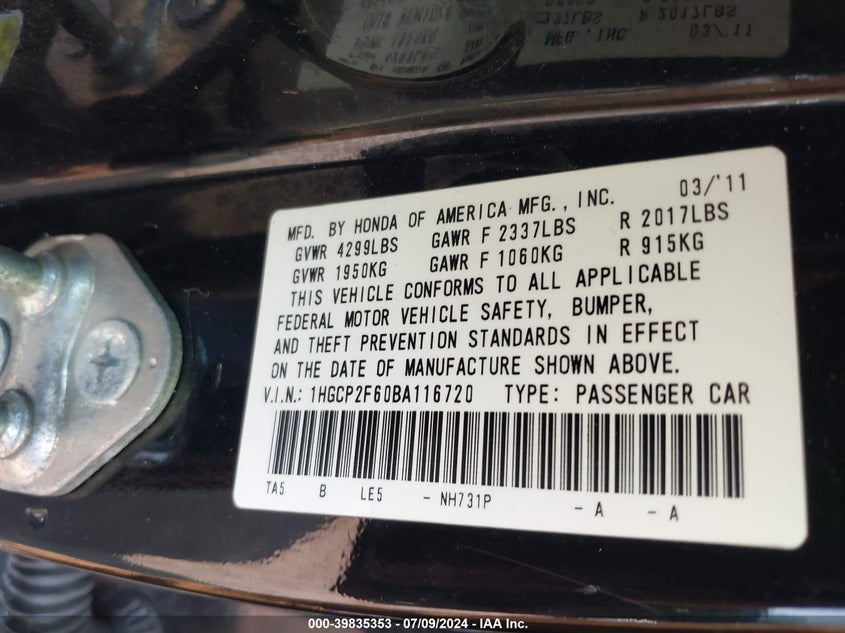 MFD. BY HONDA OF AMERICA MFG., INC. 03/'11
GVWR 4299LBS GAWR F 2337LBS R 2017LBS
GVWR 1950KG GAWR F 1060KG R 915KG
THIS VEHICLE CONFORMS TO ALL APPLICABLE
FEDERAL MOTOR VEHICLE SAFETY, BUMPER,
AND THEFT PREVENTION STANDARDS IN EFFECT
ON THE DATE OF MANUFACTURE SHOWN ABOVE.
V.I.N.: 1HGCP2F60BA116720 TYPE: PASSENGER CAR
TA5 B LE5 - NH731P - A - A
000-39835353 - 07/09/2024 - IAA Inc.